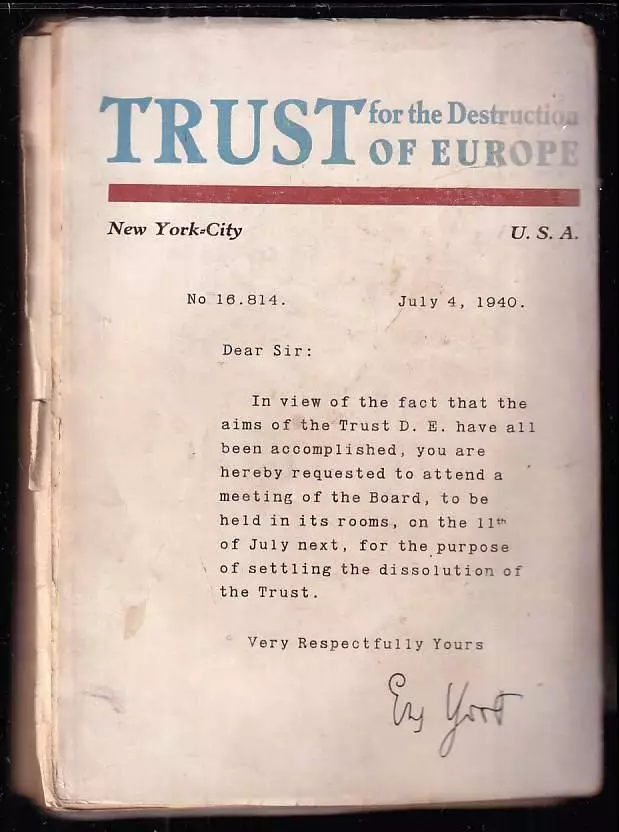 TRUST for the Destruction
OF EUROPE
New York-City U. S. A.
No 16.814. July 4, 1940.
Dear Sir:
In view of the fact that the
aims of the Trust D. E. have all
been accomplished, you are
hereby requested to attend a
meeting of the Board, to be
held in its rooms, on the 11th
of July next, for the purpose
of settling the dissolution of
the Trust.
Very Respectfully Yours